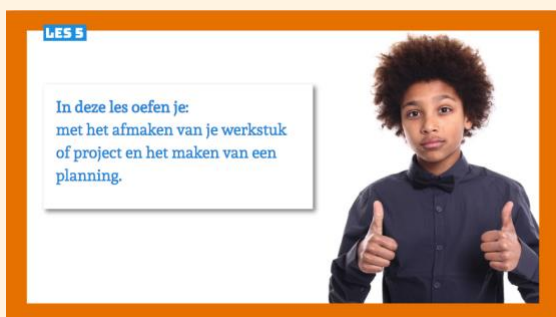 LES 5
In deze les oefen je:
met het afmaken van je werkstuk
of project en het maken van een
planning.